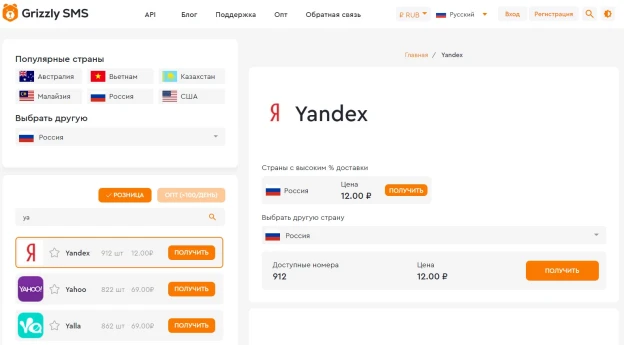 Grizzly SMS
API Блог Поддержка Опт Обратная связь
₽ RUB Русский Вход Регистрация
Популярные страны
Австралия Вьетнам Казахстан
Малайзия Россия США
Выбрать другую
Россия
РОЗНИЦА ОПТ (~100/ДЕНЬ)
ya
Я Yandex 912 шт 12.00₽ ПОЛУЧИТЬ
YAHOO! Yahoo 822 шт 69.00₽ ПОЛУЧИТЬ
Ya Yalla 862 шт 69.00₽ ПОЛУЧИТЬ
Главная / Yandex
Я Yandex
Страны с высоким % доставки
Россия Цена 12.00 ₽ ПОЛУЧИТЬ
Выбрать другую страну
Россия
Доступные номера Цена
912 12.00 ₽ ПОЛУЧИТЬ